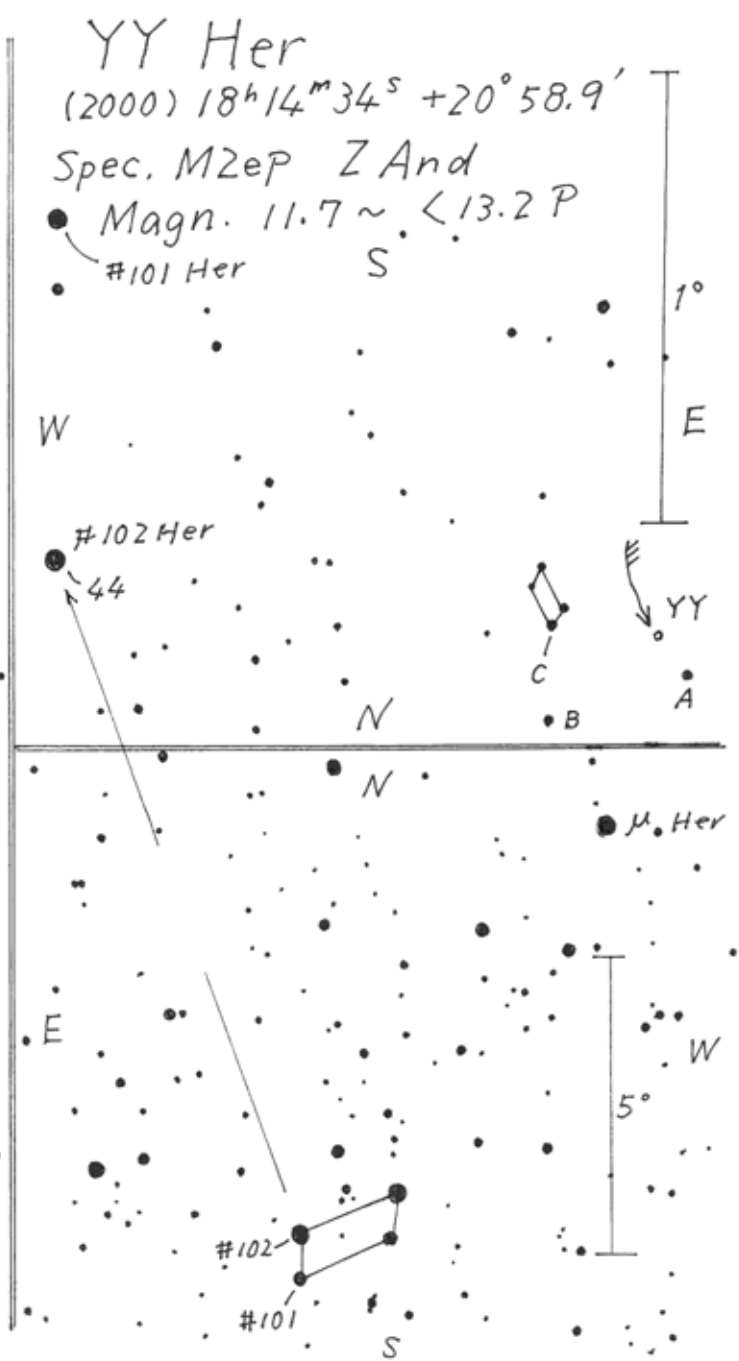 YY Her
(2000) 18ʰ14ᵐ34ˢ +20°58.9′
Spec. M2eP Z And
Magn. 11.7 ~ <13.2 P
#101 Her
S
1°
W
E
#102 Her
44
YY
C
A
B
N
N
μ Her
E
W
5°
#102
#101
S